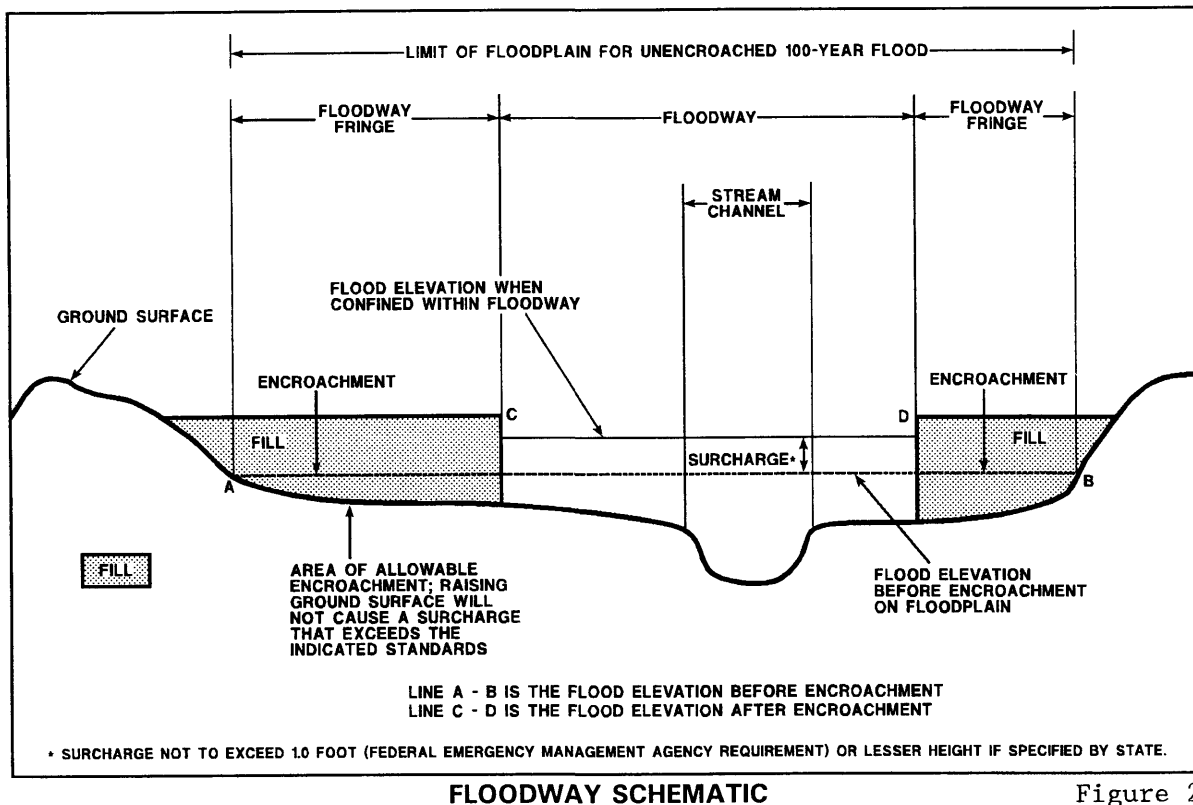 LIMIT OF FLOODPLAIN FOR UNENCROACHED 100-YEAR FLOOD
FLOODWAY
FRINGE
FLOODWAY
FLOODWAY
FRINGE
STREAM
CHANNEL
FLOOD ELEVATION WHEN
CONFINED WITHIN FLOODWAY
GROUND SURFACE
ENCROACHMENT
ENCROACHMENT
C
D
FILL
FILL
SURCHARGE*
A
B
FILL
AREA OF ALLOWABLE
ENCROACHMENT; RAISING
GROUND SURFACE WILL
NOT CAUSE A SURCHARGE
THAT EXCEEDS THE
INDICATED STANDARDS
FLOOD ELEVATION
BEFORE ENCROACHMENT
ON FLOODPLAIN
LINE A - B IS THE FLOOD ELEVATION BEFORE ENCROACHMENT
LINE C - D IS THE FLOOD ELEVATION AFTER ENCROACHMENT
* SURCHARGE NOT TO EXCEED 1.0 FOOT (FEDERAL EMERGENCY MANAGEMENT AGENCY REQUIREMENT) OR LESSER HEIGHT IF SPECIFIED BY STATE.
FLOODWAY SCHEMATIC
Figure 2